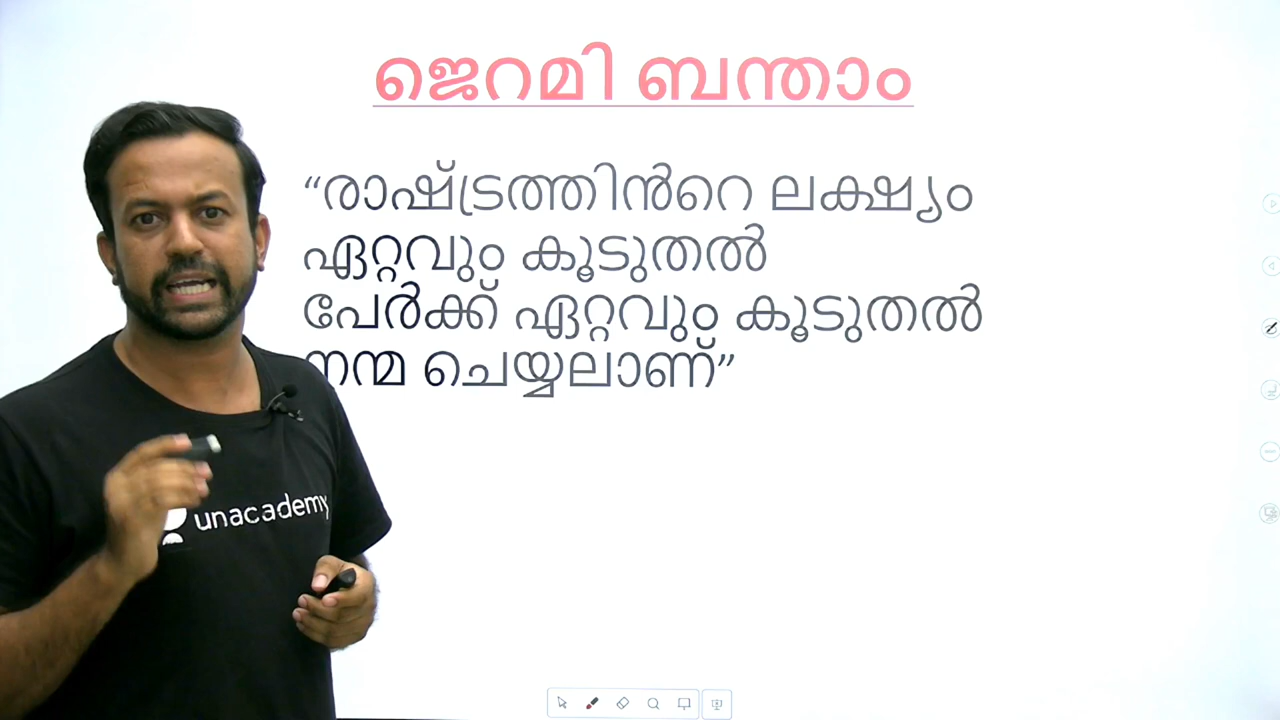 ജെറമി ബന്താം
“രാഷ്ട്രത്തിൻറെ ലക്ഷ്യം
ഏറ്റവും കൂടുതൽ
പേർക്ക് ഏറ്റവും കൂടുതൽ
നന്മ ചെയ്യലാണ്”
unacademy